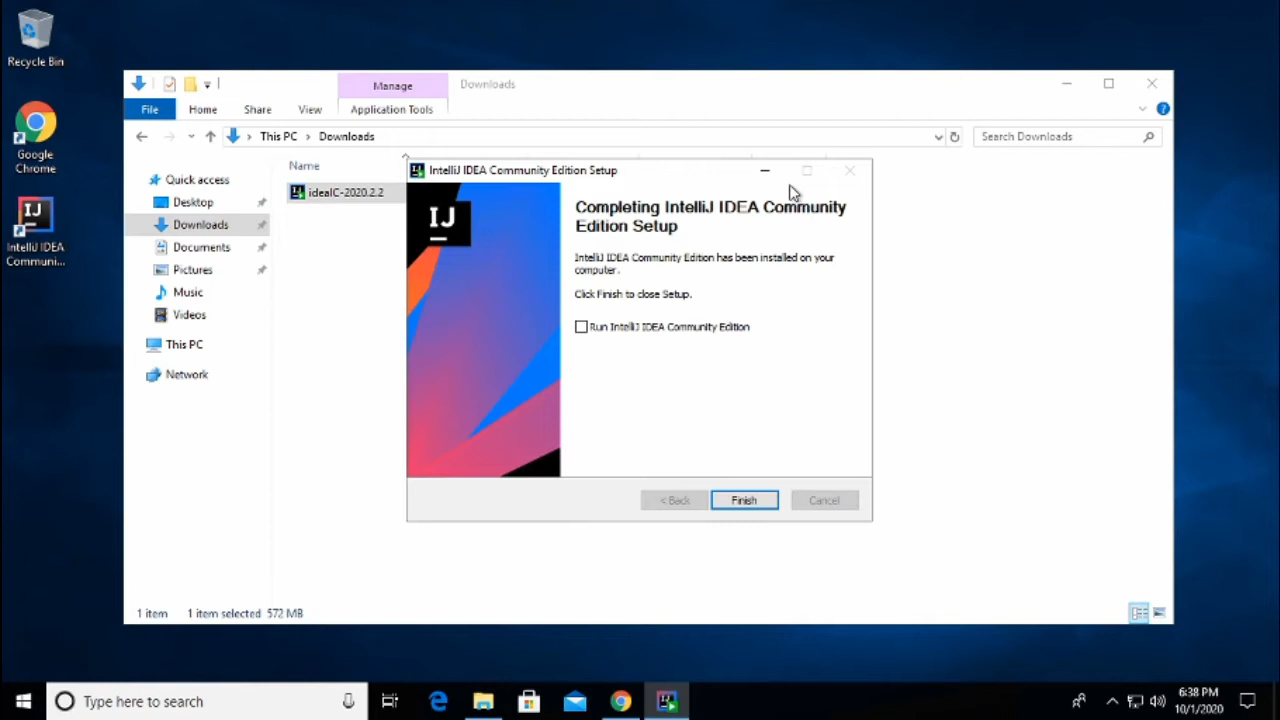 Recycle Bin
Google
Chrome
IJ
IntelliJ IDEA
Communi...
Manage
Downloads
File
Home
Share
View
Application Tools
This PC
Downloads
Search Downloads
Quick access
Desktop
Downloads
Documents
Pictures
Music
Videos
This PC
Network
Name
ideaIC-2020.2.2
IntelliJ IDEA Community Edition Setup
IJ
Completing IntelliJ IDEA Community
Edition Setup
IntelliJ IDEA Community Edition has been installed on your
computer.
Click Finish to close Setup.
Run IntelliJ IDEA Community Edition
< Back
Finish
Cancel
1 item
1 item selected
572 MB
Type here to search
6:38 PM
10/1/2020